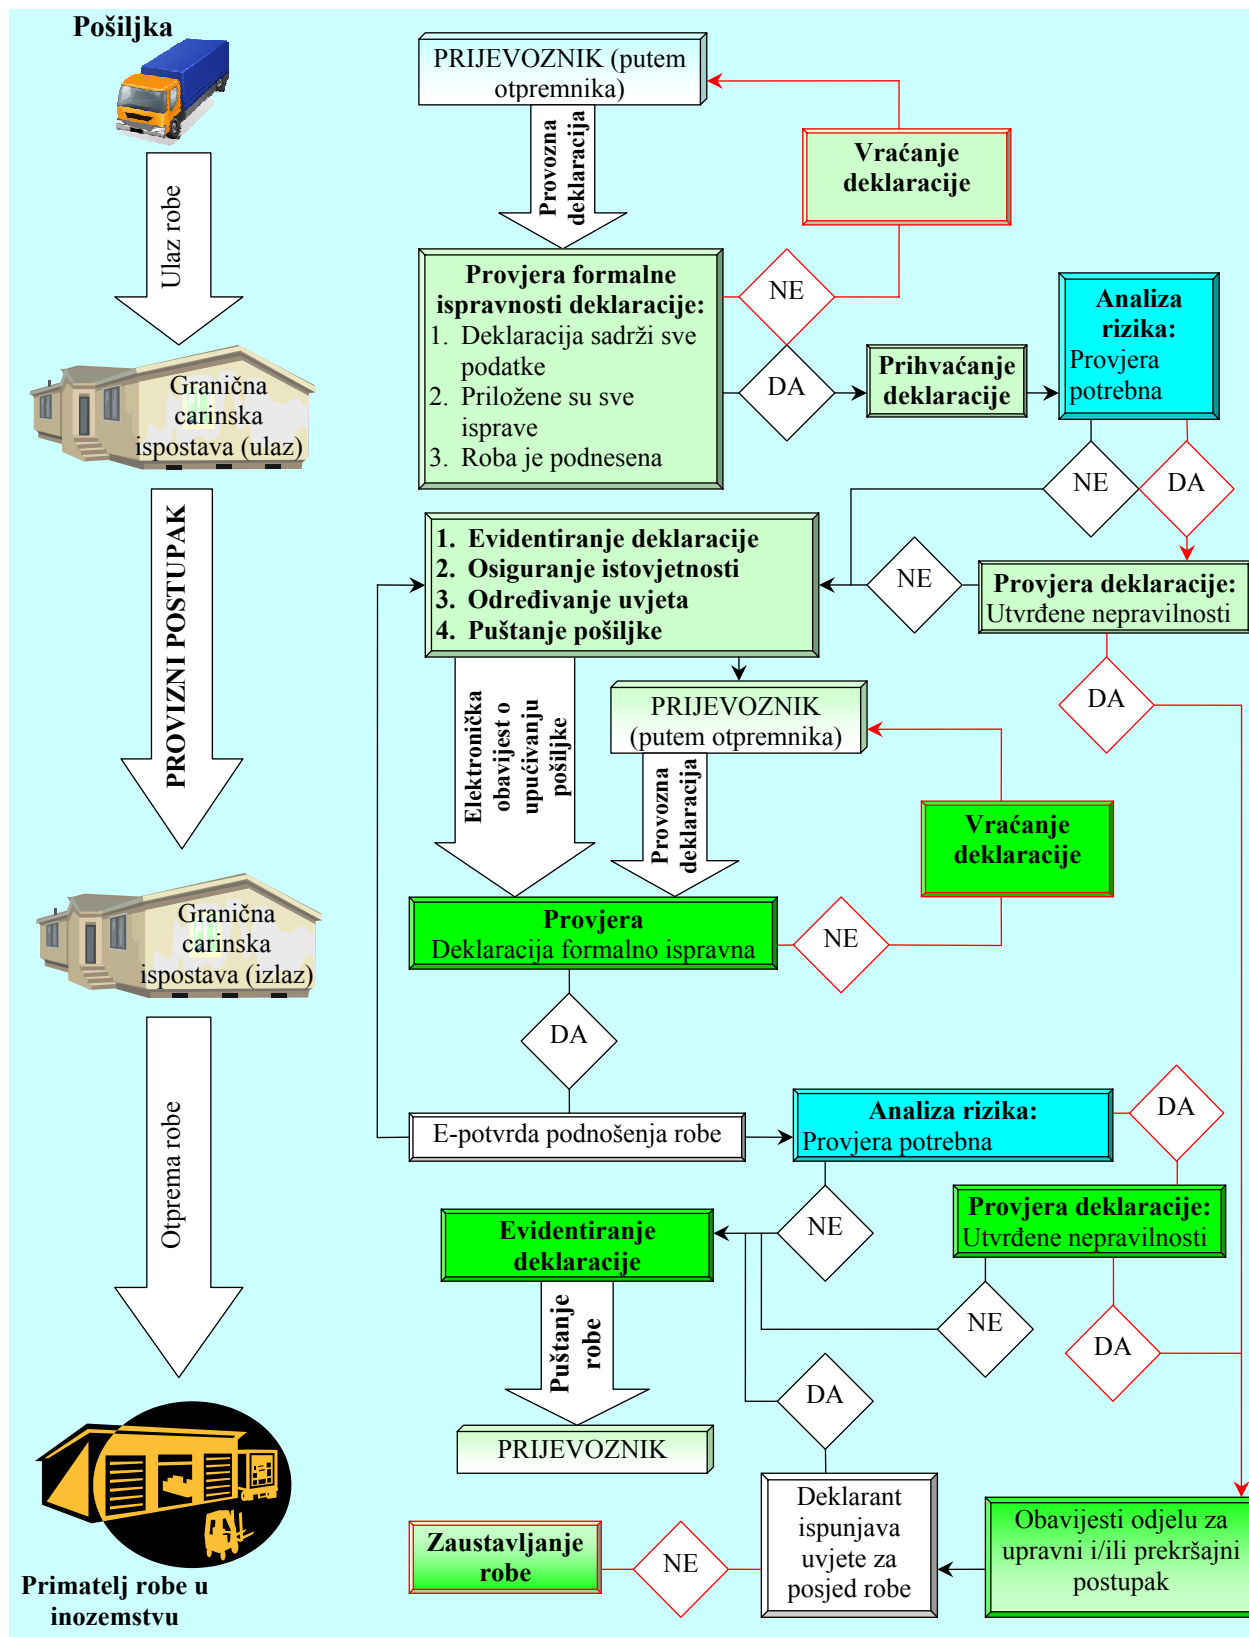 Pošiljka
PRIJEVOZNIK (putem
otpremnika)
Provozna
deklaracija
Vraćanje
deklaracije
Ulaz robe
Provjera formalne
ispravnosti deklaracije:
1. Deklaracija sadrži sve
podatke
2. Priložene su sve
isprave
3. Roba je podnesena
NE
DA
Prihvaćanje
deklaracije
Analiza
rizika:
Provjera
potrebna
Granična
carinska
ispostava (ulaz)
NE
DA
PROVIZNI POSTUPAK
1. Evidentiranje deklaracije
2. Osiguranje istovjetnosti
3. Određivanje uvjeta
4. Puštanje pošiljke
NE
Provjera deklaracije:
Utvrđene nepravilnosti
DA
Elektronička
obavijest o
upućivanju
pošiljke
PRIJEVOZNIK
(putem otpremnika)
Provozna
deklaracija
Vraćanje
deklaracije
Granična
carinska
ispostava (izlaz)
Provjera
Deklaracija formalno ispravna
NE
DA
Otprema robe
E-potvrda podnošenja robe
Analiza rizika:
Provjera potrebna
DA
Evidentiranje
deklaracije
NE
Provjera deklaracije:
Utvrđene nepravilnosti
NE
DA
Puštanje
robe
DA
PRIJEVOZNIK
Primatelj robe u
inozemstvu
Zaustavljanje
robe
NE
Deklarant
ispunjava
uvjete za
posjed robe
Obavijesti odjelu za
upravni i/ili prekršajni
postupak